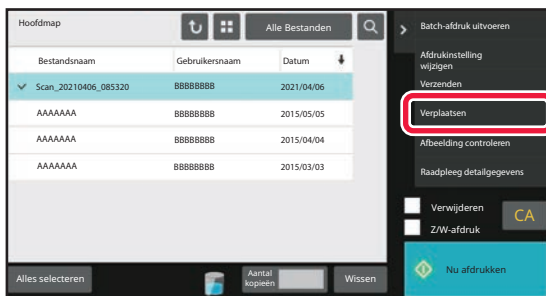 Hoofdmap
Alle Bestanden
Bestandsnaam Gebruikersnaam Datum
Scan_20210406_085320 BBBBBBBB 2021/04/06
AAAAAAA BBBBBBBB 2015/05/05
AAAAAAA BBBBBBBB 2015/04/04
AAAAAAA BBBBBBBB 2015/03/03
Alles selecteren
Aantal
kopieën
Wissen
Batch-afdruk uitvoeren
Afdrukinstelling
wijzigen
Verzenden
Verplaatsen
Afbeelding controleren
Raadpleeg detailgegevens
Verwijderen
Z/W-afdruk
CA
Nu afdrukken